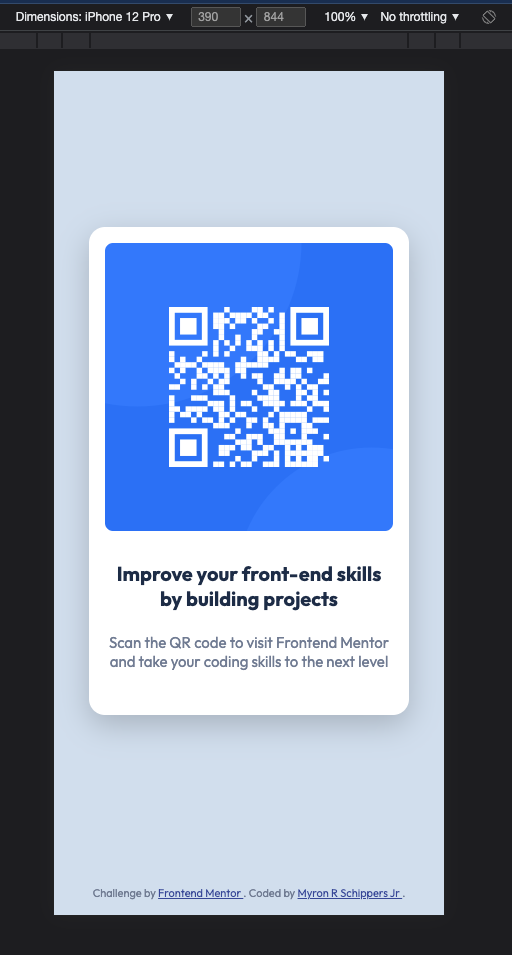 Dimensions: iPhone 12 Pro ▼ 390 × 844 100% ▼ No throttling ▼
Improve your front-end skills
by building projects
Scan the QR code to visit Frontend Mentor
and take your coding skills to the next level
Challenge by Frontend Mentor . Coded by Myron R Schippers Jr .